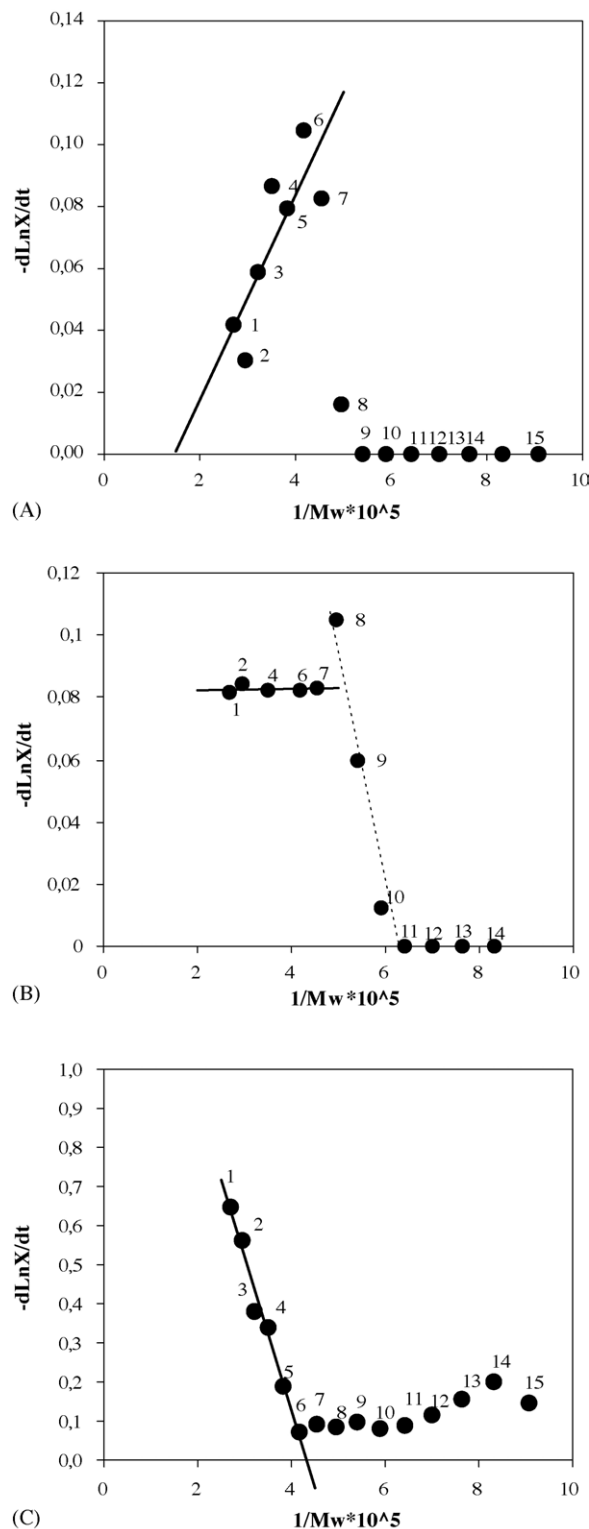 0,14
0,12
0,10
0,08
0,06
0,04
0,02
0,00
-dLnX/dt
6
4
7
5
3
1
2
8
9 10 11 12 13 14 15
0 2 4 6 8 10
(A)
1/Mw*10^5
0,12
0,1
0,08
0,06
0,04
0,02
0
-dLnX/dt
8
2
4 6 7
1
9
10
11 12 13 14
0 2 4 6 8 10
(B)
1/Mw*10^5
1,0
0,9
0,8
0,7
0,6
0,5
0,4
0,3
0,2
0,1
0,0
-dLnX/dt
1
2
3 4
5
6 7 8 9 10 11 12 13 14 15
0 2 4 6 8 10
(C)
1/Mw*10^5